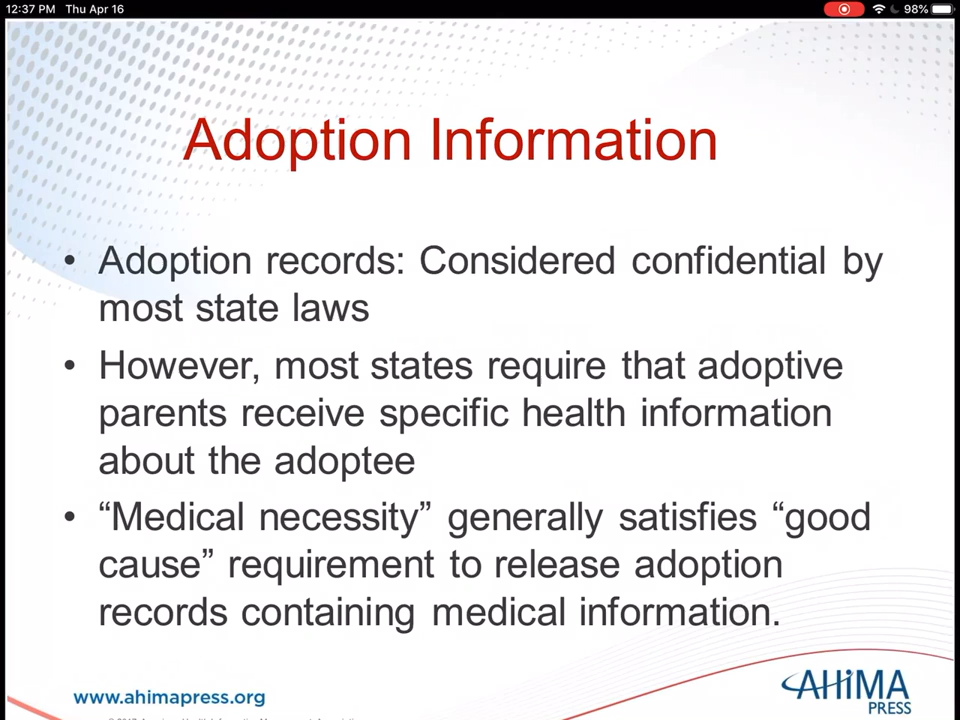 12:37 PM Thu Apr 16
98%
Adoption Information
• Adoption records: Considered confidential by
most state laws
• However, most states require that adoptive
parents receive specific health information
about the adoptee
• “Medical necessity” generally satisfies “good
cause” requirement to release adoption
records containing medical information.
www.ahimapress.org
AHiMA
PRESS